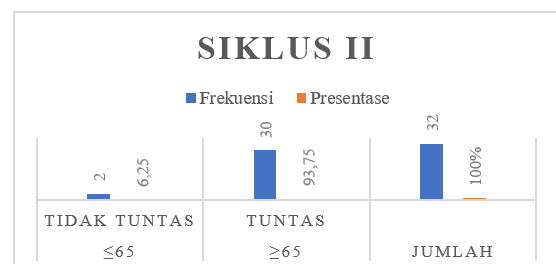 SIKLUS II
Frekuensi Presentase
2 6,25 30 93,75 32 100%
TIDAK TUNTAS TUNTAS
≤65 ≥65 JUMLAH